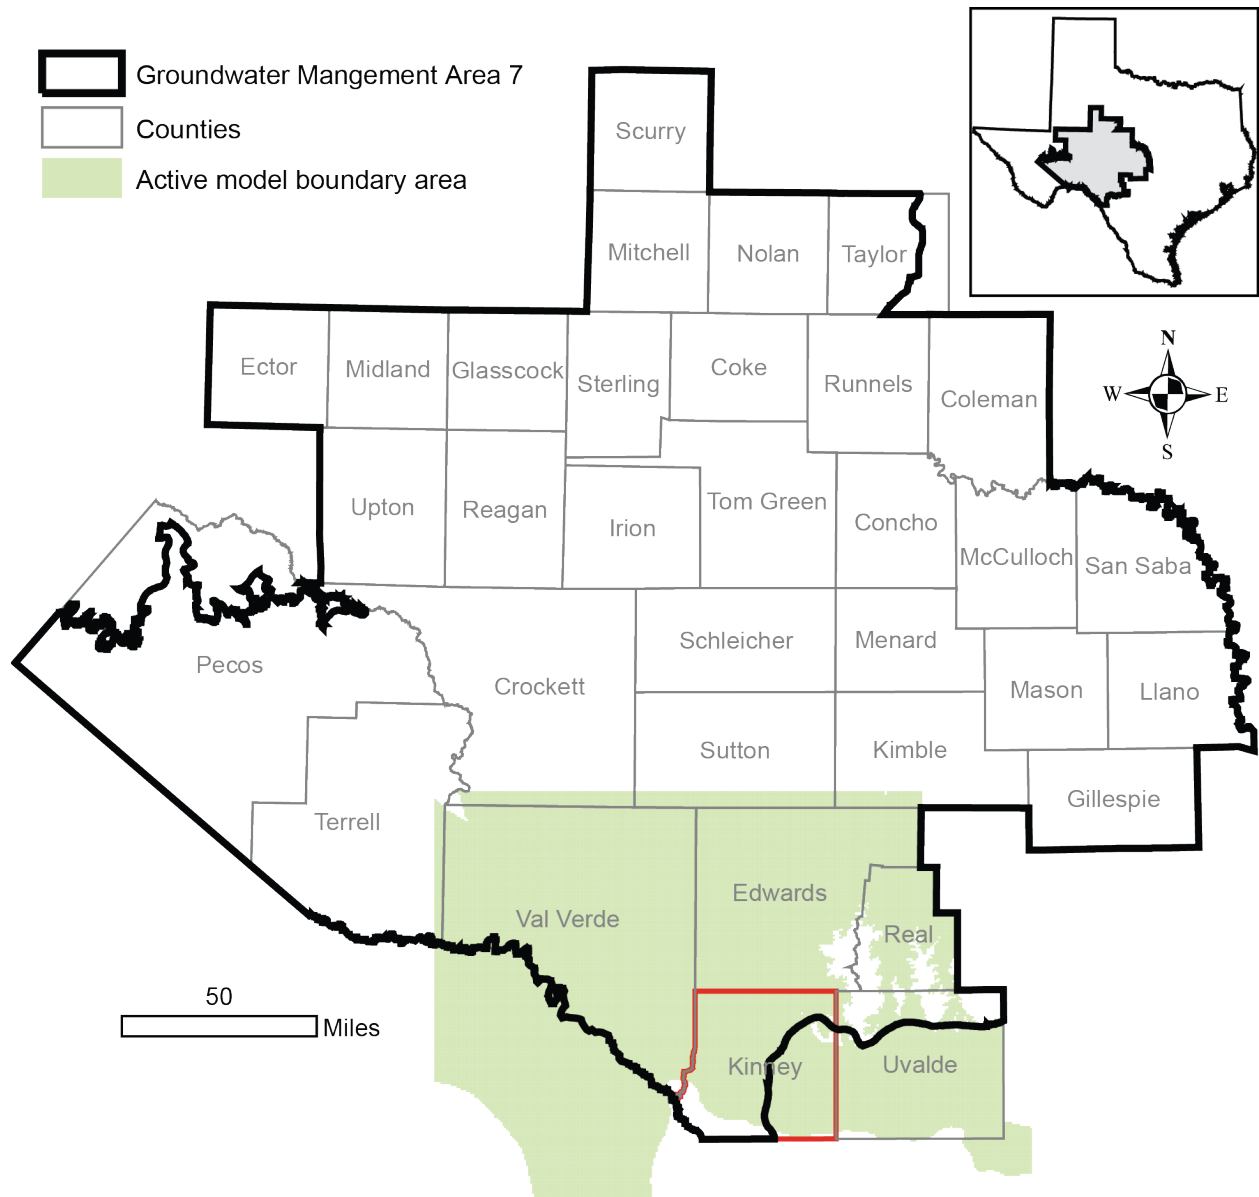 Groundwater Mangement Area 7
Counties
Active model boundary area
Scurry
Mitchell
Nolan
Taylor
Ector
Midland
Glasscock
Sterling
Coke
Runnels
Coleman
N
W
E
S
Upton
Reagan
Irion
Tom Green
Concho
McCulloch
San Saba
Pecos
Crockett
Schleicher
Menard
Mason
Llano
Sutton
Kimble
Gillespie
Terrell
Val Verde
Edwards
Real
Kinney
Uvalde
50
Miles